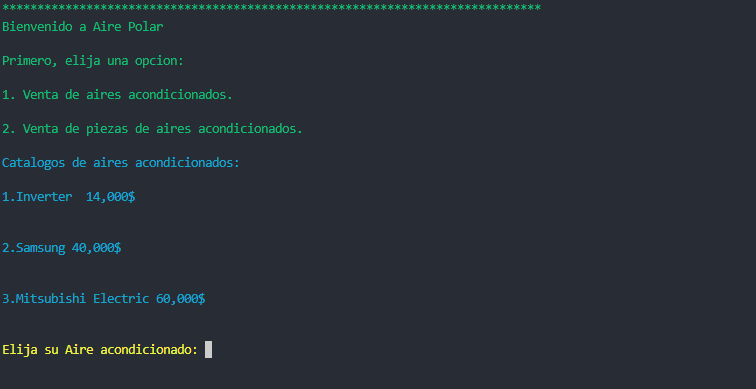 *****************************************************************************
Bienvenido a Aire Polar
Primero, elija una opcion:
1. Venta de aires acondicionados.
2. Venta de piezas de aires acondicionados.
Catalogos de aires acondicionados:
1.Inverter  14,000$
2.Samsung 40,000$
3.Mitsubishi Electric 60,000$
Elija su Aire acondicionado: